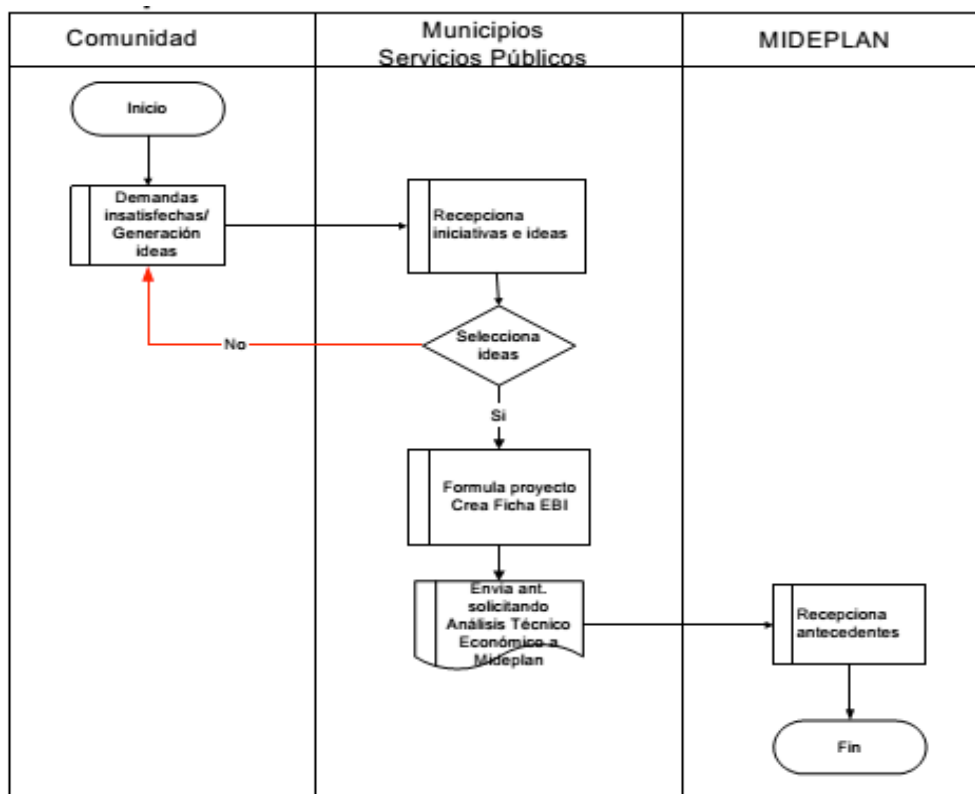 Comunidad
Municipios
Servicios Públicos
MIDEPLAN
Inicio
Demandas
insatisfechas/
Generación
ideas
Recepciona
iniciativas e ideas
Selecciona
ideas
No
Si
Formula proyecto
Crea Ficha EBI
Envia ant.
solicitando
Análisis Técnico
Económico a
Mideplan
Recepciona
antecedentes
Fin